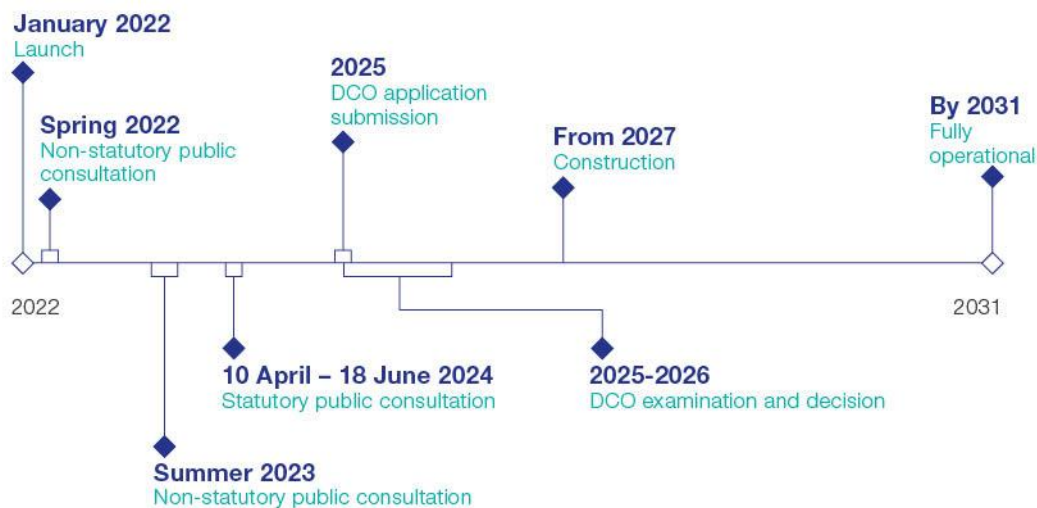 January 2022
Launch
Spring 2022
Non-statutory public
consultation
2025
DCO application
submission
From 2027
Construction
By 2031
Fully
operational
2022
2031
10 April – 18 June 2024
Statutory public consultation
2025-2026
DCO examination and decision
Summer 2023
Non-statutory public consultation